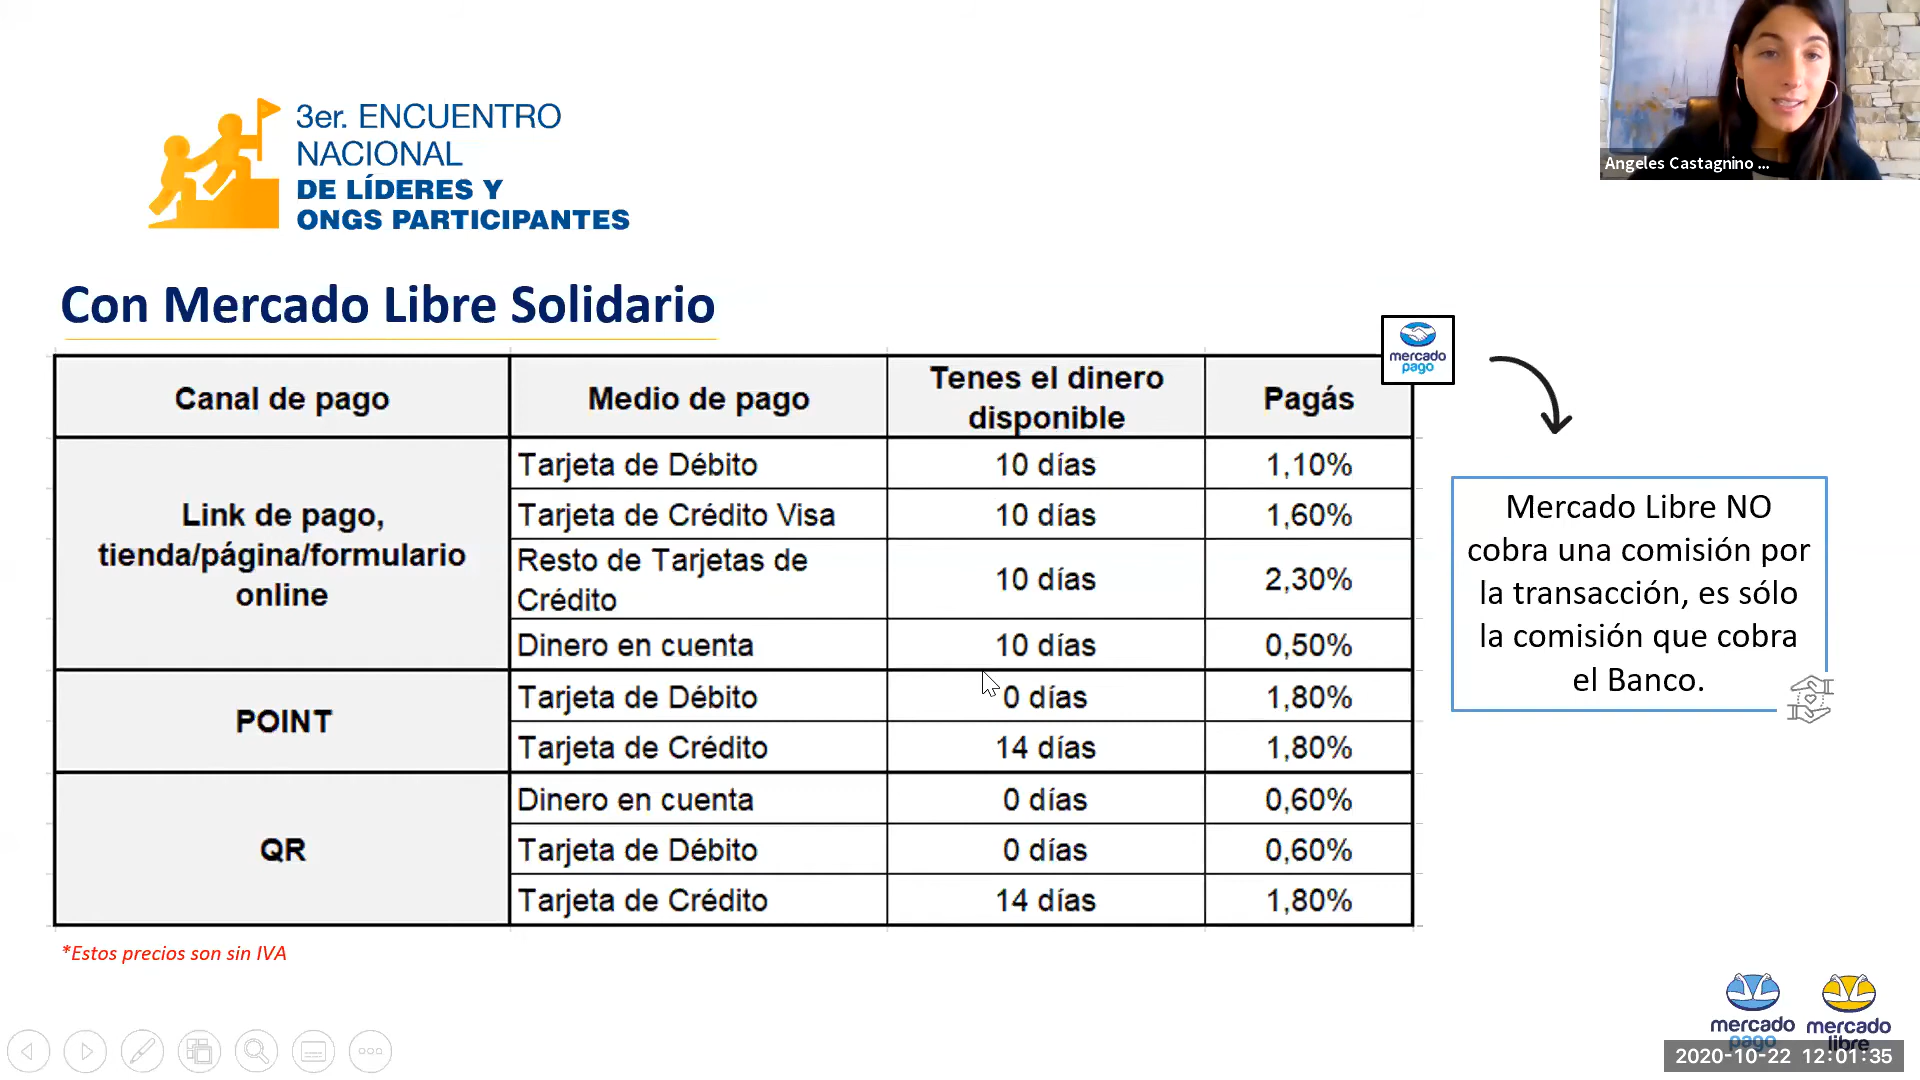 3er. ENCUENTRO
NACIONAL
DE LÍDERES Y
ONGS PARTICIPANTES
Angeles Castagnino ...
Con Mercado Libre Solidario
mercado
pago
Canal de pago
Medio de pago
Tenes el dinero
disponible
Pagás
Link de pago,
tienda/página/formulario
online
Tarjeta de Débito
10 días
1,10%
Tarjeta de Crédito Visa
10 días
1,60%
Resto de Tarjetas de
Crédito
10 días
2,30%
Dinero en cuenta
10 días
0,50%
POINT
Tarjeta de Débito
0 días
1,80%
Tarjeta de Crédito
14 días
1,80%
QR
Dinero en cuenta
0 días
0,60%
Tarjeta de Débito
0 días
0,60%
Tarjeta de Crédito
14 días
1,80%
Mercado Libre NO
cobra una comisión por
la transacción, es sólo
la comisión que cobra
el Banco.
*Estos precios son sin IVA
mercado
pago
mercado
libre
2020-10-22 12:01:35